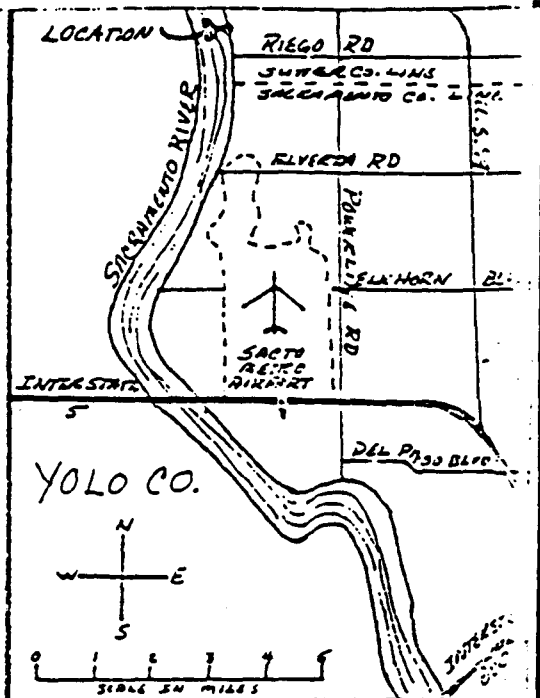 LOCATION
RIEGO RD
SUTTER CO. LINE
SACRAMENTO CO. LINE
SACRAMENTO RIVER
ELVERTA RD
POWERLINE RD
ELKHORN BL
SACTO
METRO
AIRPORT
INTERSTATE
5
DEL PASO BLVD
YOLO CO.
N
W E
S
0 1 2 3 4 5
SCALE IN MILES